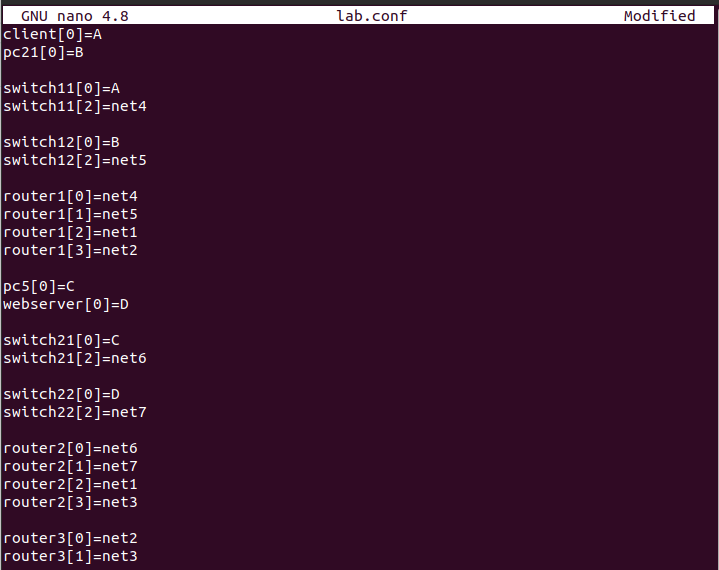 GNU nano 4.8 lab.conf Modified
client[0]=A
pc21[0]=B
switch11[0]=A
switch11[2]=net4
switch12[0]=B
switch12[2]=net5
router1[0]=net4
router1[1]=net5
router1[2]=net1
router1[3]=net2
pc5[0]=C
webserver[0]=D
switch21[0]=C
switch21[2]=net6
switch22[0]=D
switch22[2]=net7
router2[0]=net6
router2[1]=net7
router2[2]=net1
router2[3]=net3
router3[0]=net2
router3[1]=net3